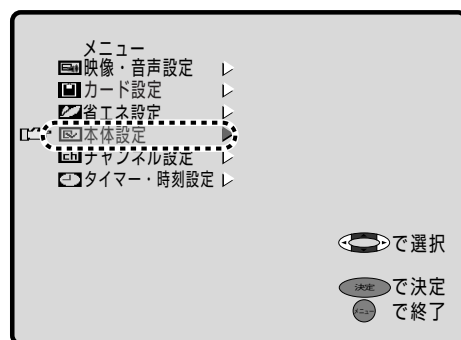 メニュー
映像・音声設定
カード設定
省エネ設定
本体設定
ch チャンネル設定
タイマー・時刻設定
で選択
決定 で決定
メニュー で終了